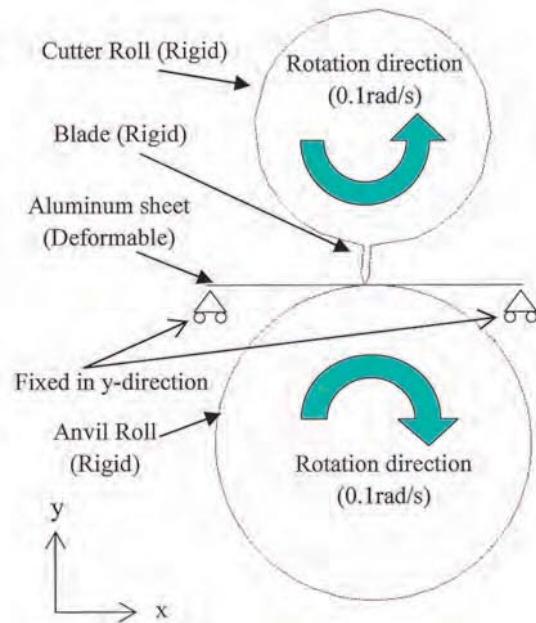 Cutter Roll (Rigid)
Rotation direction
(0.1rad/s)
Blade (Rigid)
Aluminum sheet
(Deformable)
Fixed in y-direction
Anvil Roll
(Rigid)
Rotation direction
(0.1rad/s)
y
x